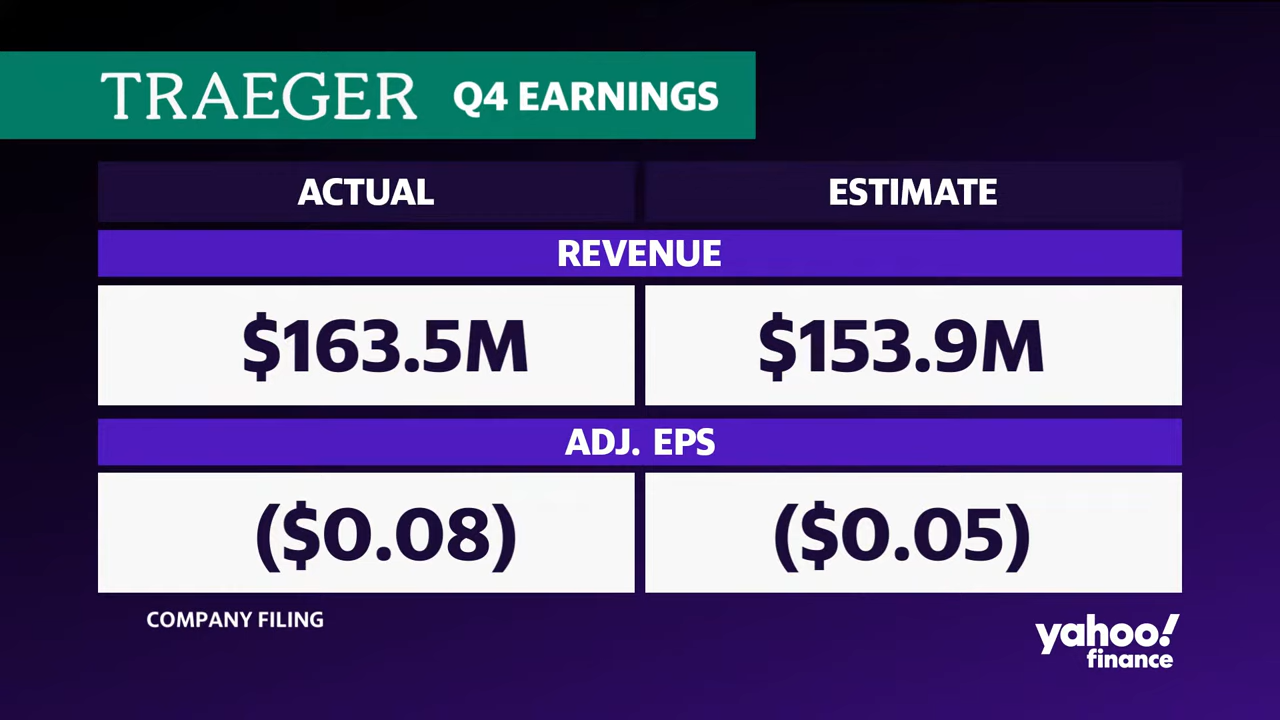 TRAEGER Q4 EARNINGS
ACTUAL ESTIMATE
REVENUE
$163.5M $153.9M
ADJ. EPS
($0.08) ($0.05)
COMPANY FILING
yahoo!
finance